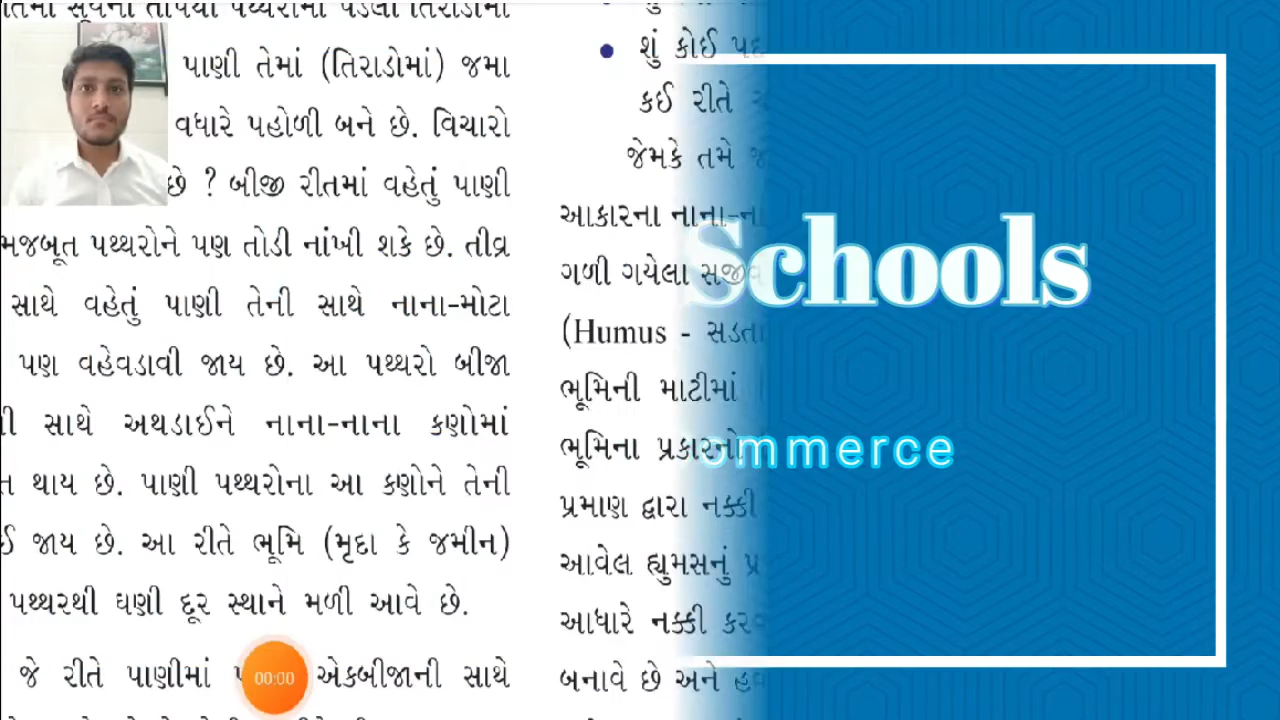 પાણી તેમાં (તિરાડોમાં) જમા
વધારે પહોળી બને છે. વિચારો
છે ? બીજી રીતમાં વહેતું પાણી
મજબૂત પથ્થરોને પણ તોડી નાંખી શકે છે. તીવ્ર
સાથે વહેતું પાણી તેની સાથે નાના-મોટા
પણ વહેવડાવી જાય છે. આ પથ્થરો બીજા
સાથે અથડાઈને નાના-નાના કણોમાં
થાય છે. પાણી પથ્થરોના આ કણોને તેની
જાય છે. આ રીતે ભૂમિ (મૃદા કે જમીન)
પથ્થરથી ઘણી દૂર સ્થાને મળી આવે છે.
જે રીતે પાણીમાં
એકબીજાની સાથે
00:00
• શું કોઈ
કઈ રીતે
જેમકે તમે
આકારના નાના-ના
ગળી ગયેલા સજીવ
(Humus - સડતા
ભૂમિની માટીમાં
ભૂમિના પ્રકારનો
પ્રમાણ દ્વારા નક્કી
આવેલ હ્યુમસનું
આધારે નક્કી
બનાવે છે અને
Schools
ommerce